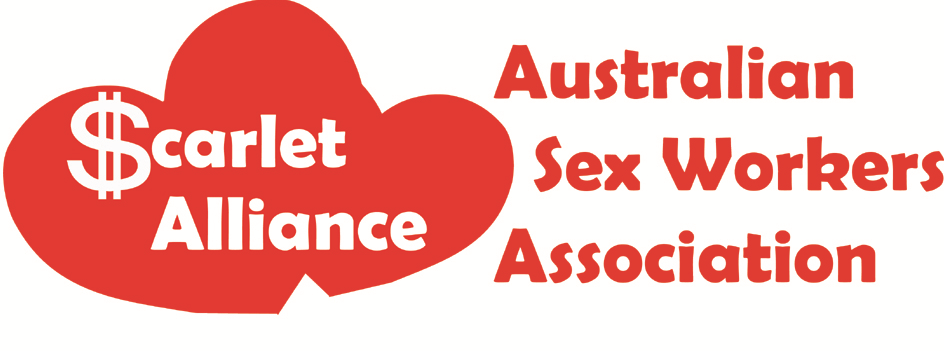 $carlet
Alliance
Australian
Sex Workers
Association